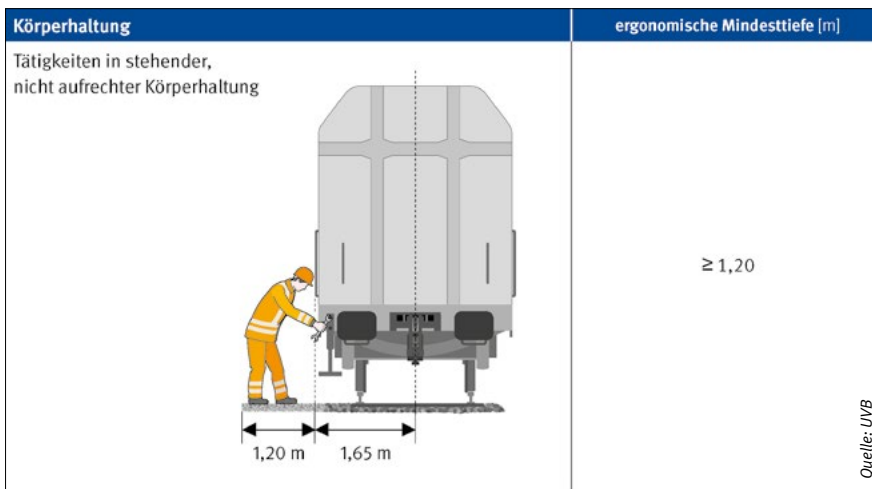 Körperhaltung
ergonomische Mindesttiefe [m]
Tätigkeiten in stehender,
nicht aufrechter Körperhaltung
≥ 1,20
1,20 m
1,65 m
Quelle: UVB